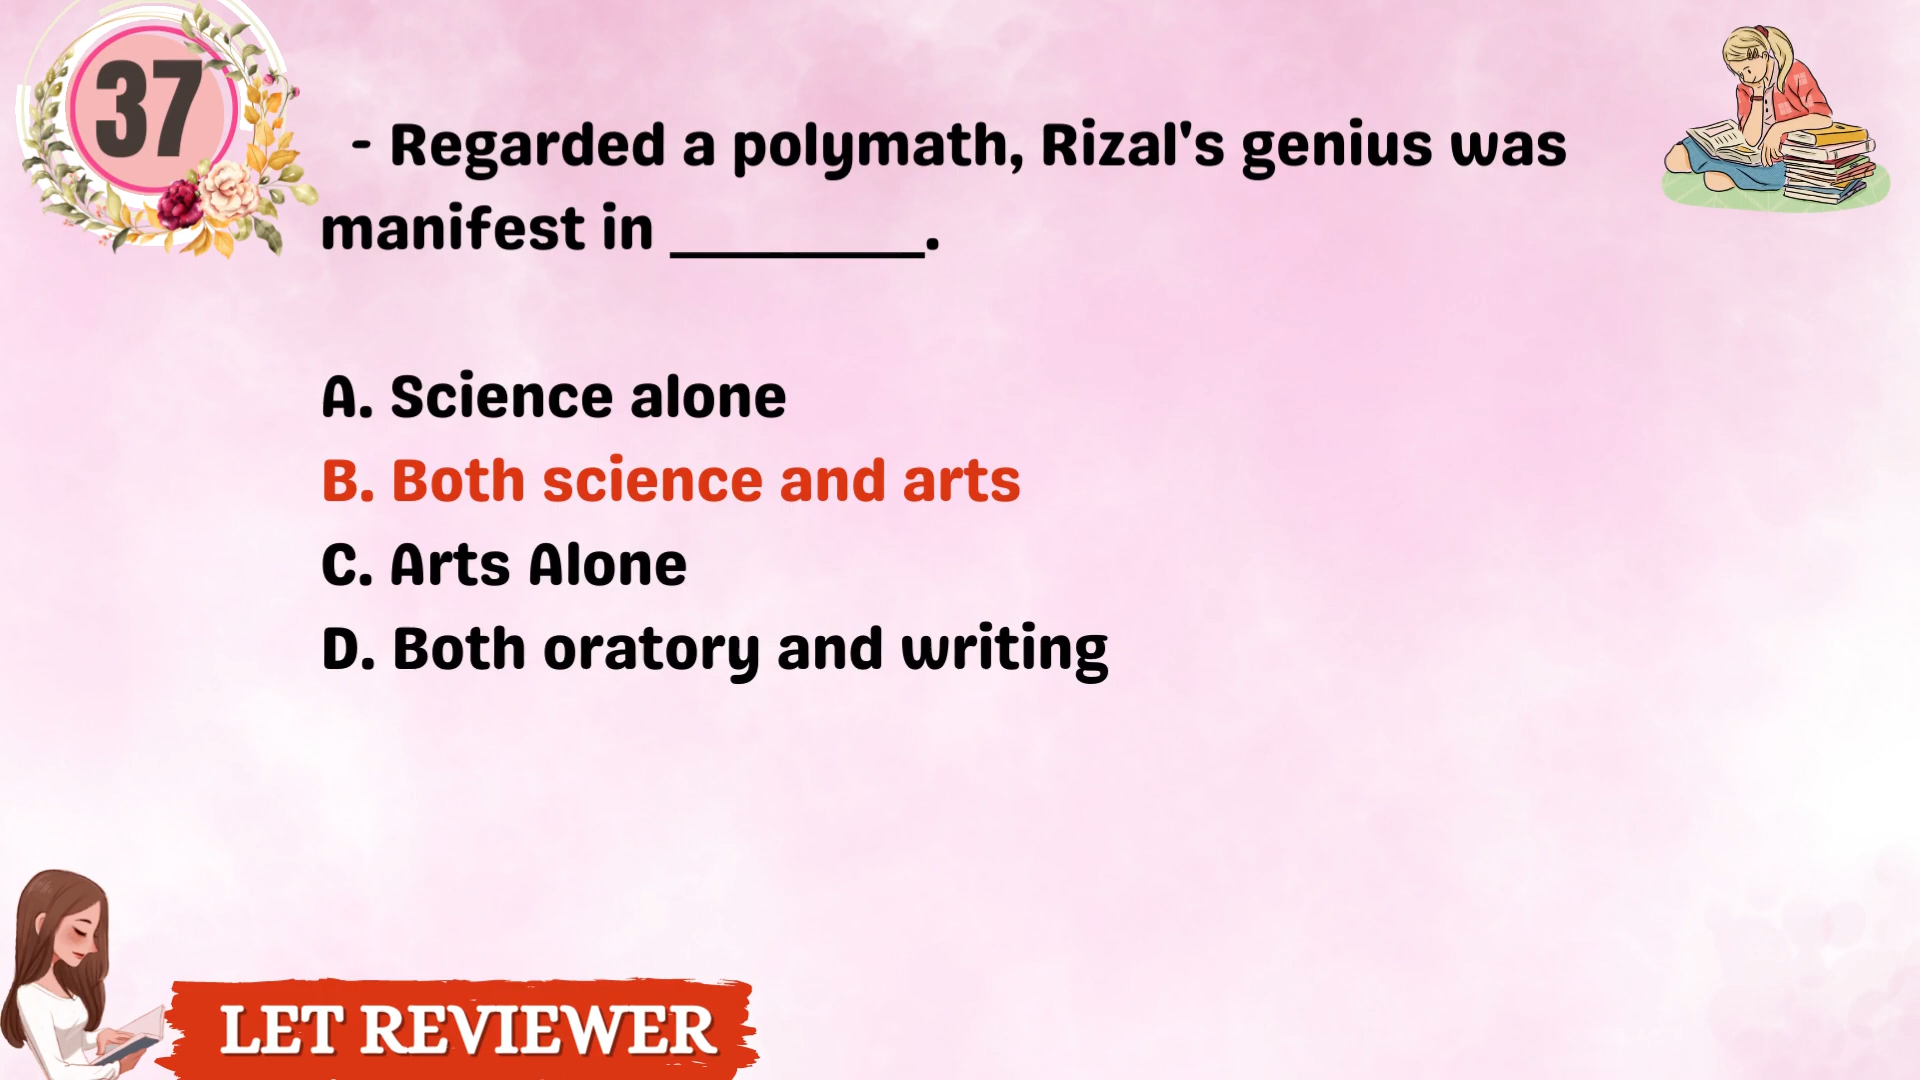 37
- Regarded a polymath, Rizal's genius was
manifest in ________.
A. Science alone
B. Both science and arts
C. Arts Alone
D. Both oratory and writing
LET REVIEWER